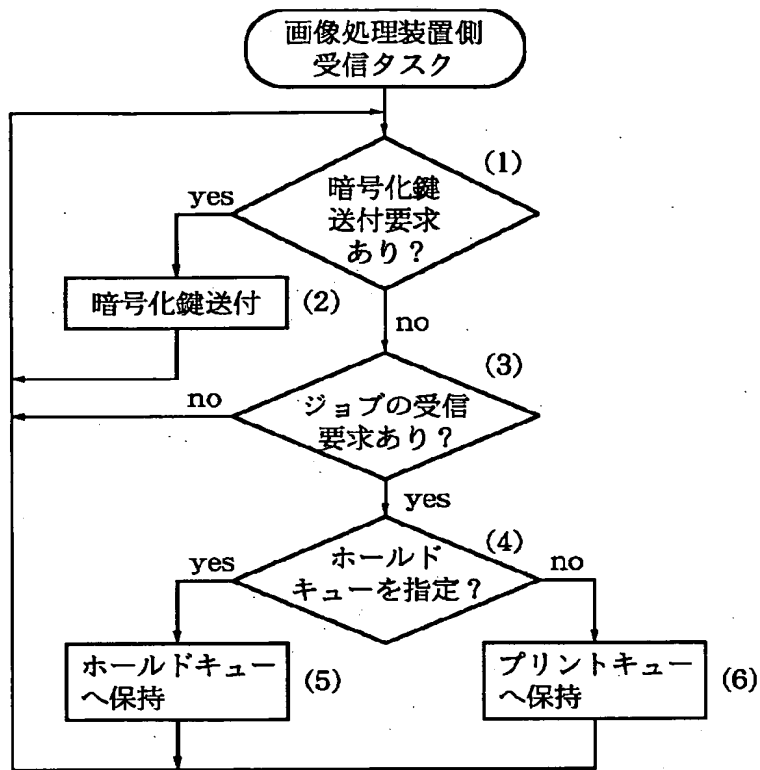 画像処理装置側
受信タスク
(1)
暗号化鍵
送付要求
あり？
yes
暗号化鍵送付
(2)
no
(3)
ジョブの受信
要求あり？
no
yes
(4)
ホールド
キューを指定？
yes
no
ホールドキュー
へ保持
(5)
プリントキュー
へ保持
(6)